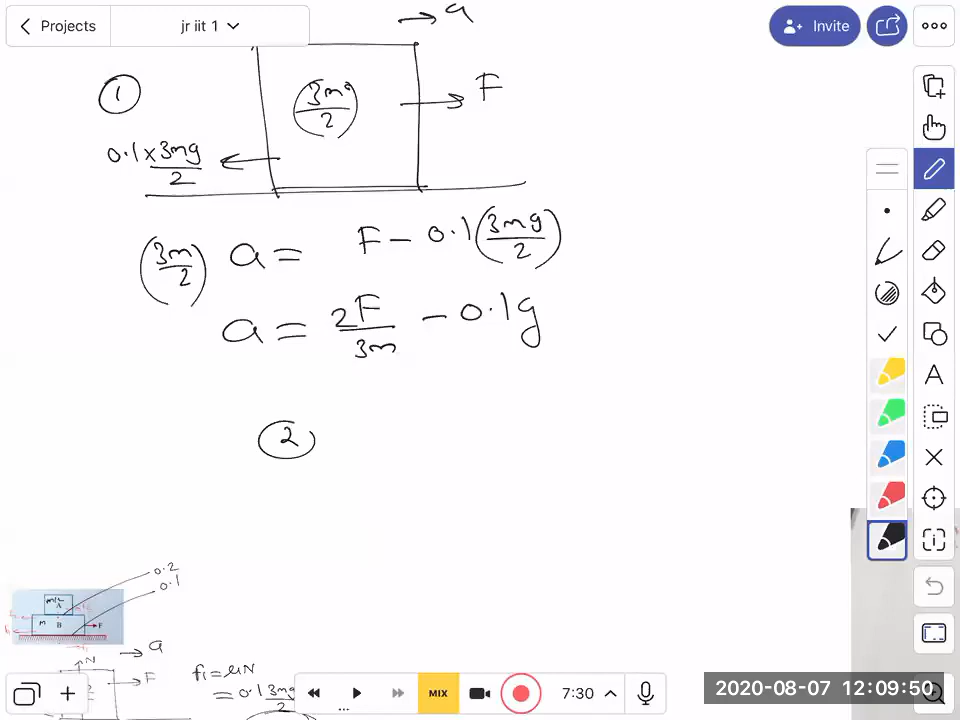 Projects
jr iit 1
Invite
a
1
(3mg/2)
F
0.1 × 3mg/2
(3m/2) a = F - 0.1 (3mg/2)
a = 2F/3m - 0.1g
2
0.2
0.1
m/2
A
m
B
F
a
N
F
f1 = μN
= 0.1 3mg/2
MIX
7:30
2020-08-07 12:09:50
A